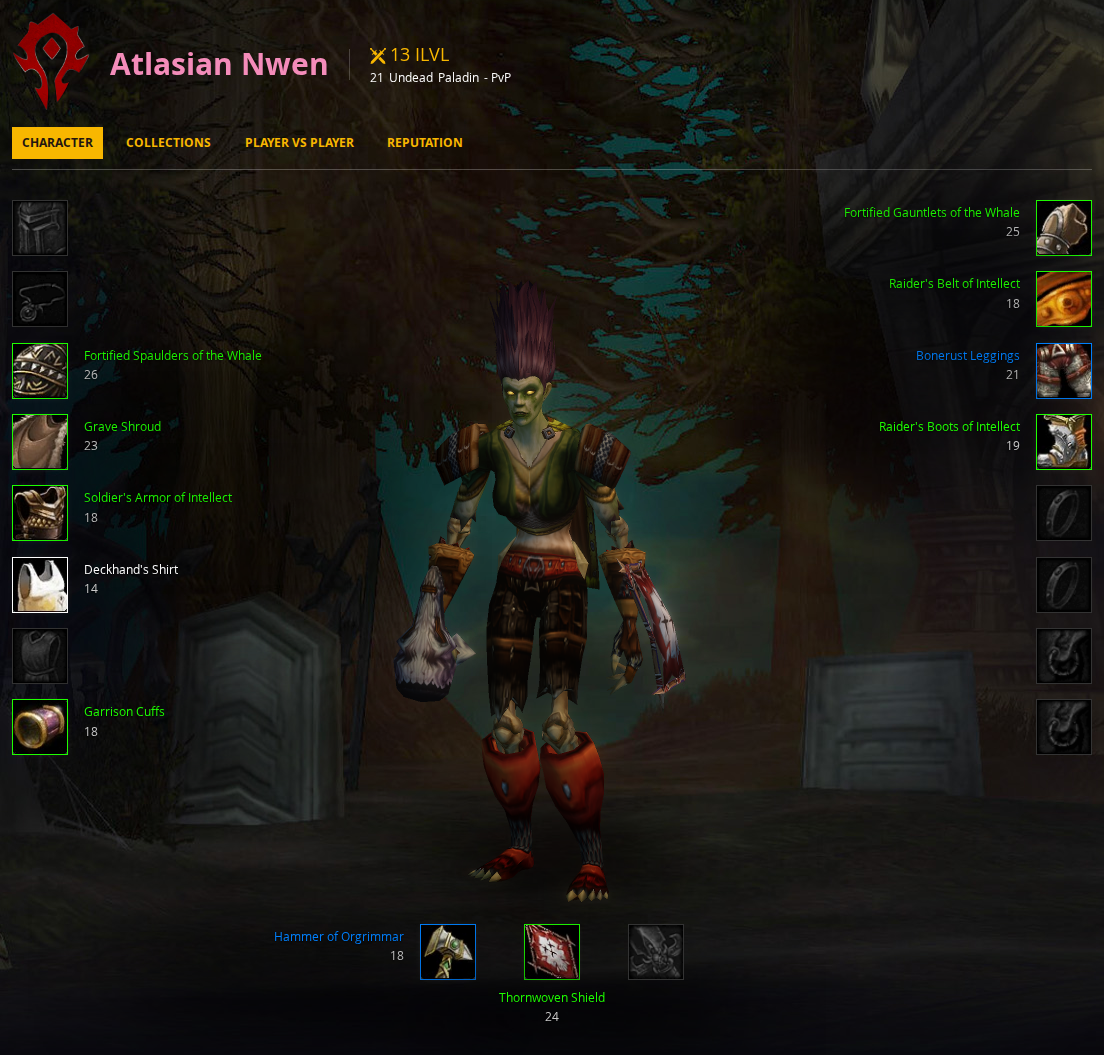 Atlasian Nwen
13 ILVL
21 Undead Paladin - PvP
CHARACTER
COLLECTIONS
PLAYER VS PLAYER
REPUTATION
Fortified Spaulders of the Whale
26
Grave Shroud
23
Soldier's Armor of Intellect
18
Deckhand's Shirt
14
Garrison Cuffs
18
Fortified Gauntlets of the Whale
25
Raider's Belt of Intellect
18
Bonerust Leggings
21
Raider's Boots of Intellect
19
Hammer of Orgrimmar
18
Thornwoven Shield
24